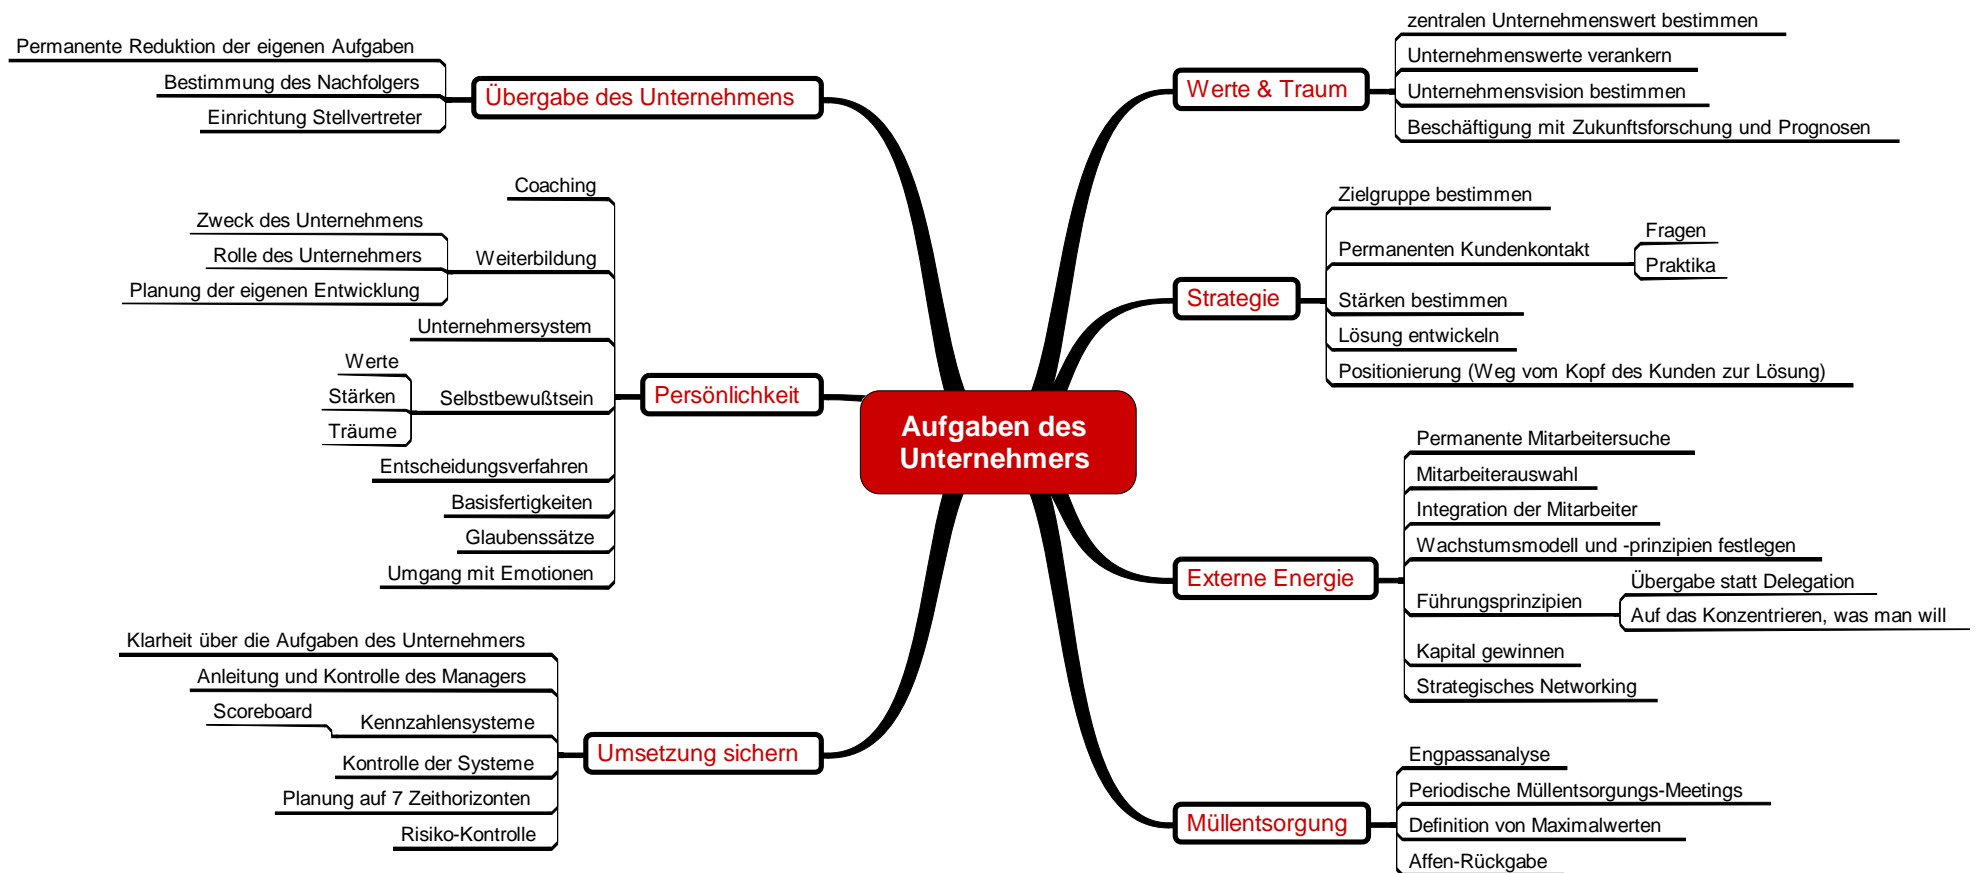 Aufgaben des
Unternehmers
Werte & Traum
zentralen Unternehmenswert bestimmen
Unternehmenswerte verankern
Unternehmensvision bestimmen
Beschäftigung mit Zukunftsforschung und Prognosen
Strategie
Zielgruppe bestimmen
Permanenten Kundenkontakt
Fragen
Praktika
Stärken bestimmen
Lösung entwickeln
Positionierung (Weg vom Kopf des Kunden zur Lösung)
Externe Energie
Permanente Mitarbeitersuche
Mitarbeiterauswahl
Integration der Mitarbeiter
Wachstumsmodell und -prinzipien festlegen
Führungsprinzipien
Übergabe statt Delegation
Auf das Konzentrieren, was man will
Kapital gewinnen
Strategisches Networking
Müllentsorgung
Engpassanalyse
Periodische Müllentsorgungs-Meetings
Definition von Maximalwerten
Affen-Rückgabe
Übergabe des Unternehmens
Permanente Reduktion der eigenen Aufgaben
Bestimmung des Nachfolgers
Einrichtung Stellvertreter
Persönlichkeit
Coaching
Weiterbildung
Zweck des Unternehmens
Rolle des Unternehmers
Planung der eigenen Entwicklung
Unternehmersystem
Selbstbewußtsein
Werte
Stärken
Träume
Entscheidungsverfahren
Basisfertigkeiten
Glaubenssätze
Umgang mit Emotionen
Umsetzung sichern
Klarheit über die Aufgaben des Unternehmers
Anleitung und Kontrolle des Managers
Kennzahlensysteme
Scoreboard
Kontrolle der Systeme
Planung auf 7 Zeithorizonten
Risiko-Kontrolle